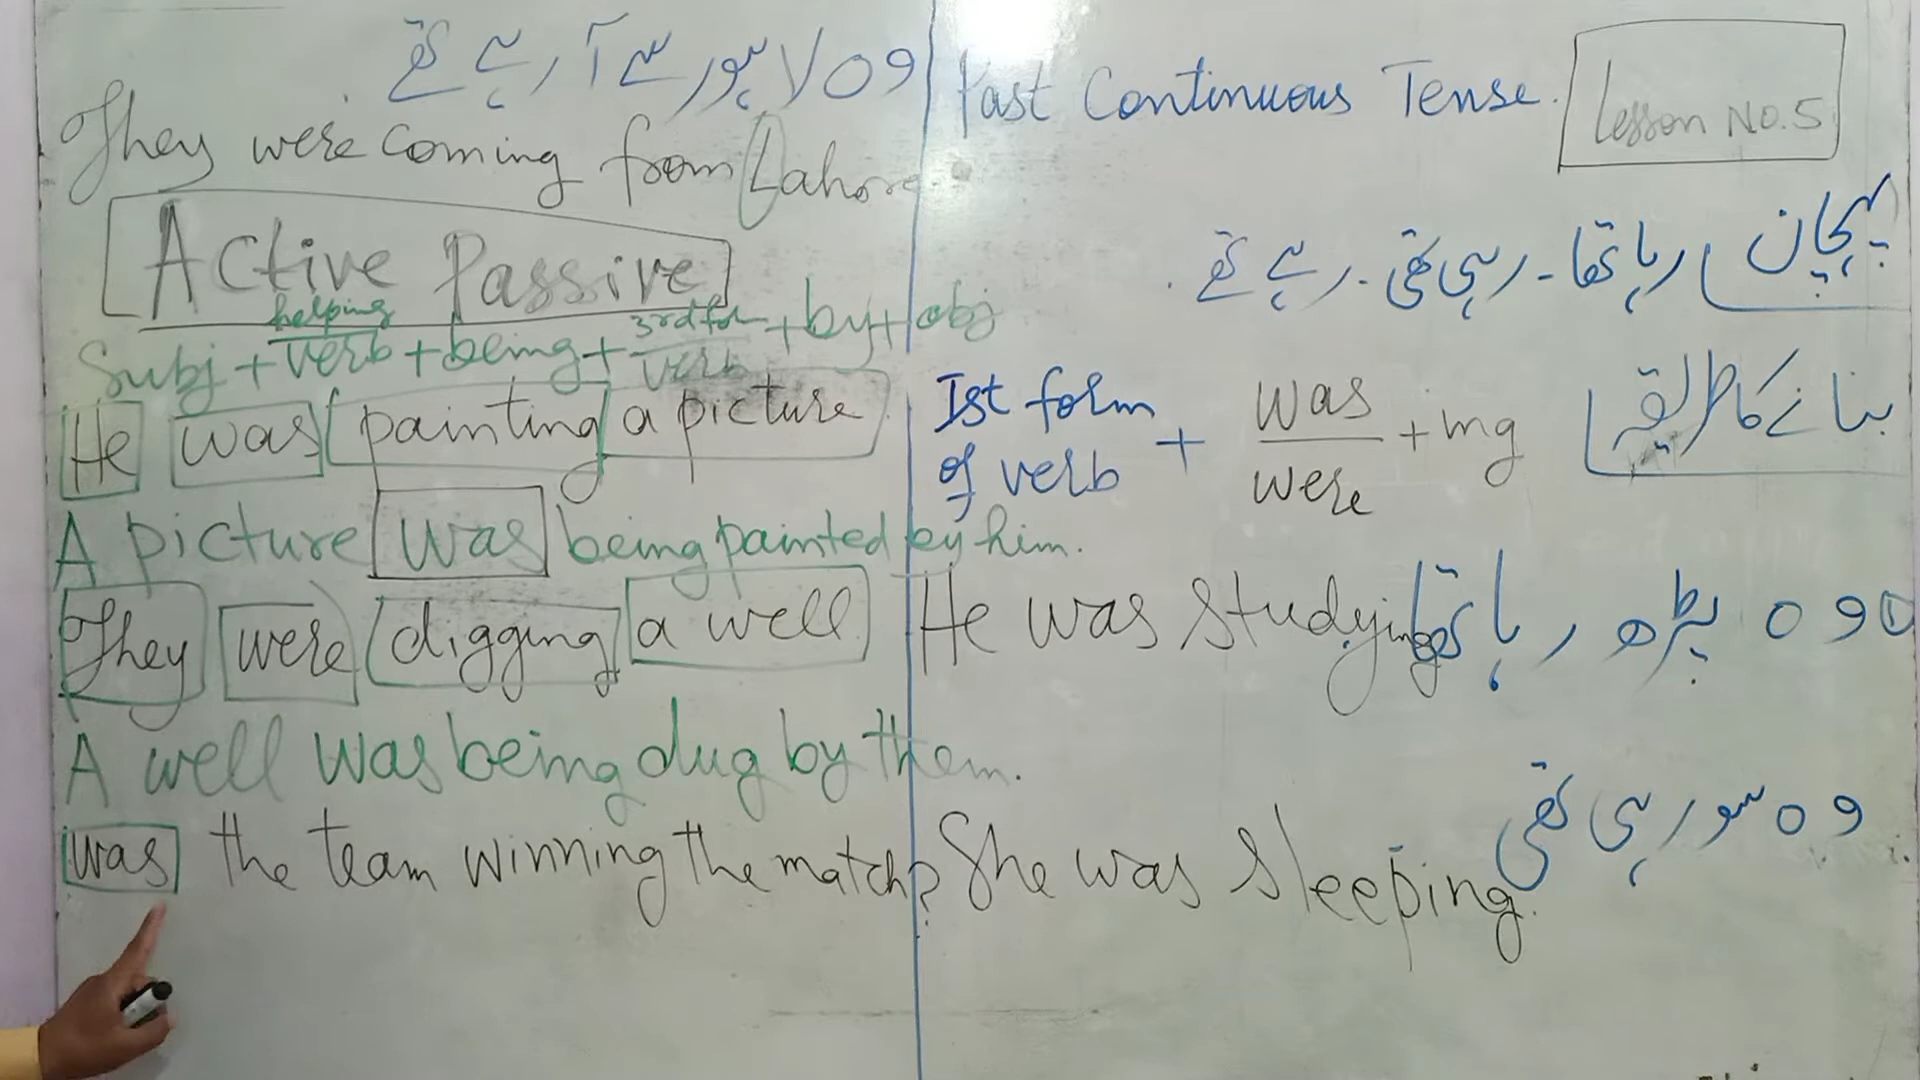 وہ لاہور سے آ رہے تھے
They were coming from Lahore.
Active Passive
Subj + helping verb + being + 3rd form verb + by + obj
He was painting a picture
A picture was being painted by him.
They were digging a well
A well was being dug by them.
was the team winning the match?
Past Continuous Tense.
Lesson No.5
پہچان رہا تھا - رہی تھی - رہے تھے .
بنانے کا طریقہ
Ist form of verb + was were + ing
وہ پڑھ رہا تھا
He was studying
وہ سو رہی تھی
She was sleeping.